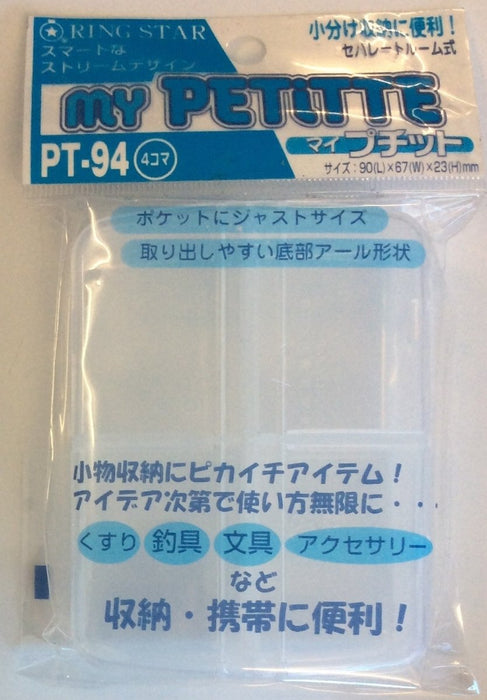 RING STAR
スマートな
ストリームデザイン
小分け収納に便利！
セパレートルーム式
MY PETiTTE
PT-94 4コマ
マイ プチット
サイズ：90(L)×67(W)×23(H)mm
ポケットにジャストサイズ
取り出しやすい底部アール形状
小物収納にピカイチアイテム！
アイデア次第で使い方無限に・・・
くすり 釣具 文具 アクセサリー
など
収納・携帯に便利！